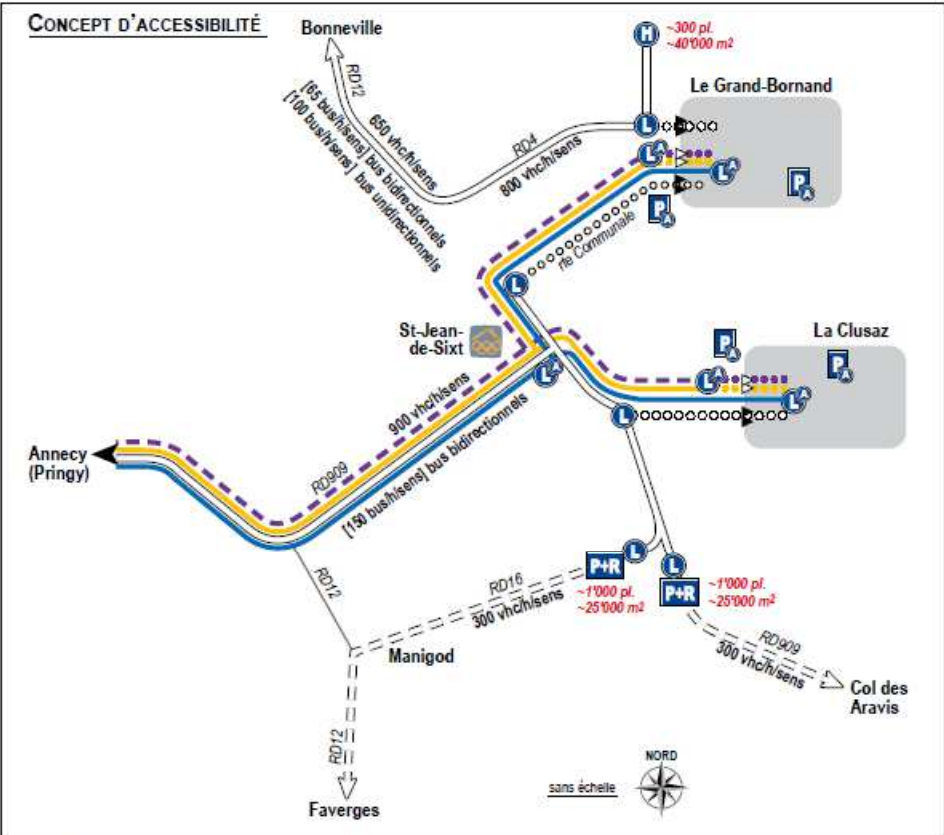 CONCEPT D'ACCESSIBILITÉ
Bonneville
H
~300 pl.
~40'000 m²
RD12
Le Grand-Bornand
650 vhc/h/sens
[65 bus/h/sens] bus bidirectionnels
[100 bus/h/sens] bus unidirectionnels
RD4
800 vhc/h/sens
L
L A
L A
P A
P A
rte Communale
L
St-Jean-
de-Sixt
La Clusaz
P A
P A
L A
L A
L A
L
900 vhc/h/sens
RD909
[150 bus/h/sens] bus bidirectionnels
Annecy
(Pringy)
RD12
RD16
300 vhc/h/sens
L
P+R
~1'000 pl.
~25'000 m²
L
P+R
~1'000 pl.
~25'000 m²
Manigod
RD909
300 vhc/h/sens
Col des
Aravis
RD12
Faverges
sans échelle
NORD